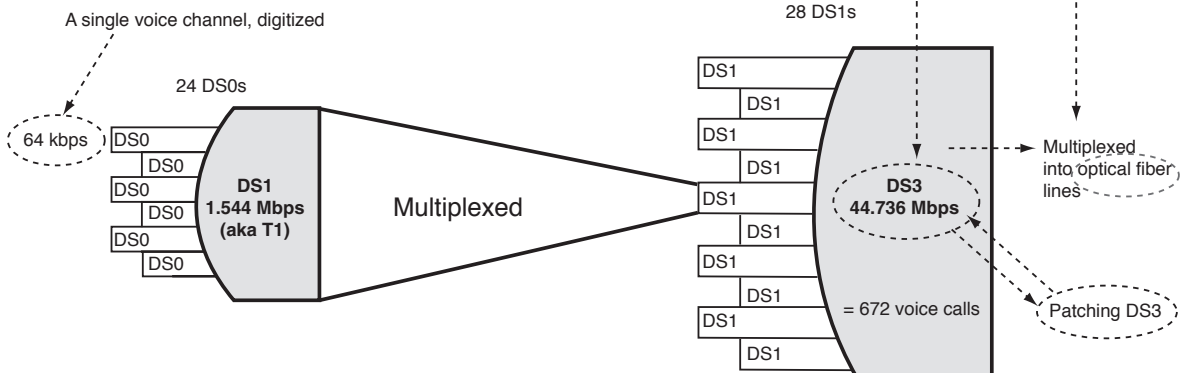 A single voice channel, digitized
28 DS1s
24 DS0s
64 kbps
DS0
DS0
DS0
DS0
DS0
DS0
DS1
1.544 Mbps
(aka T1)
Multiplexed
DS1
DS1
DS1
DS1
DS1
DS1
DS1
DS1
DS1
DS1
DS3
44.736 Mbps
= 672 voice calls
Multiplexed
into optical fiber
lines
Patching DS3